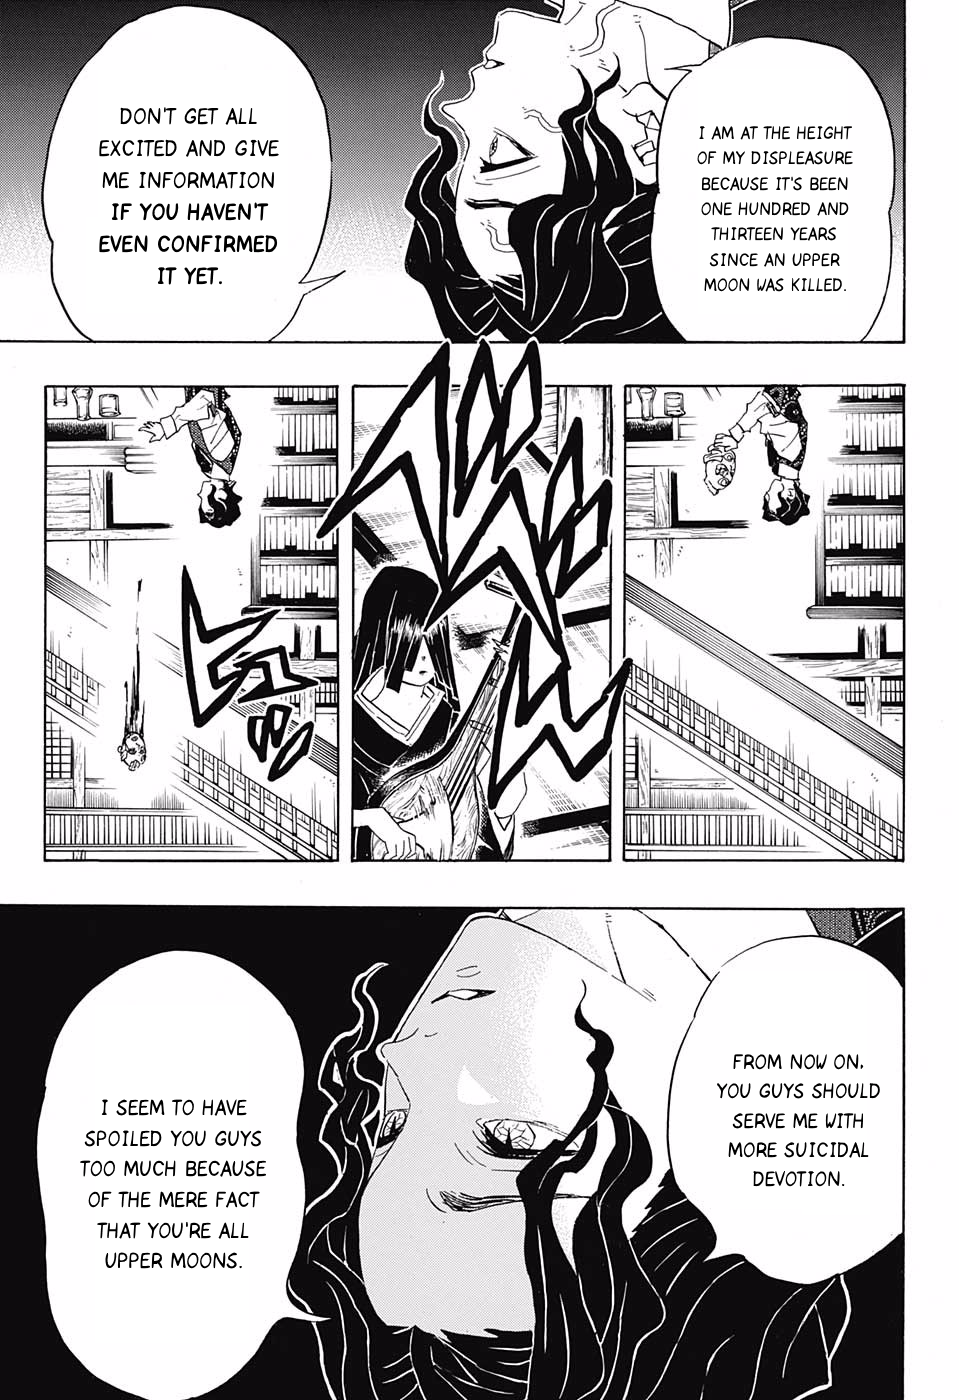 I AM AT THE HEIGHT
OF MY DISPLEASURE
BECAUSE IT'S BEEN
ONE HUNDRED AND
THIRTEEN YEARS
SINCE AN UPPER
MOON WAS KILLED.
DON'T GET ALL
EXCITED AND GIVE
ME INFORMATION
IF YOU HAVEN'T
EVEN CONFIRMED
IT YET.
FROM NOW ON,
YOU GUYS SHOULD
SERVE ME WITH
MORE SUICIDAL
DEVOTION.
I SEEM TO HAVE
SPOILED YOU GUYS
TOO MUCH BECAUSE
OF THE MERE FACT
THAT YOU'RE ALL
UPPER MOONS.